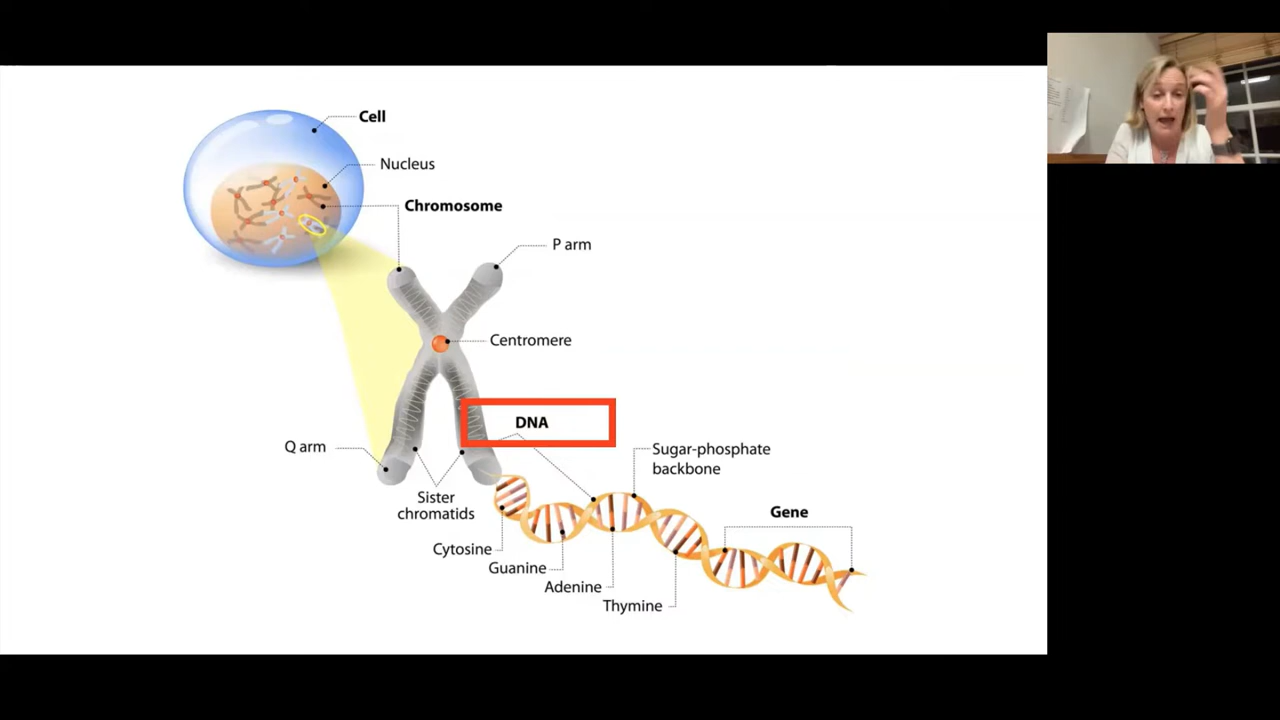 Cell
Nucleus
Chromosome
P arm
Centromere
DNA
Q arm
Sugar-phosphate
backbone
Sister
chromatids
Gene
Cytosine
Guanine
Adenine
Thymine